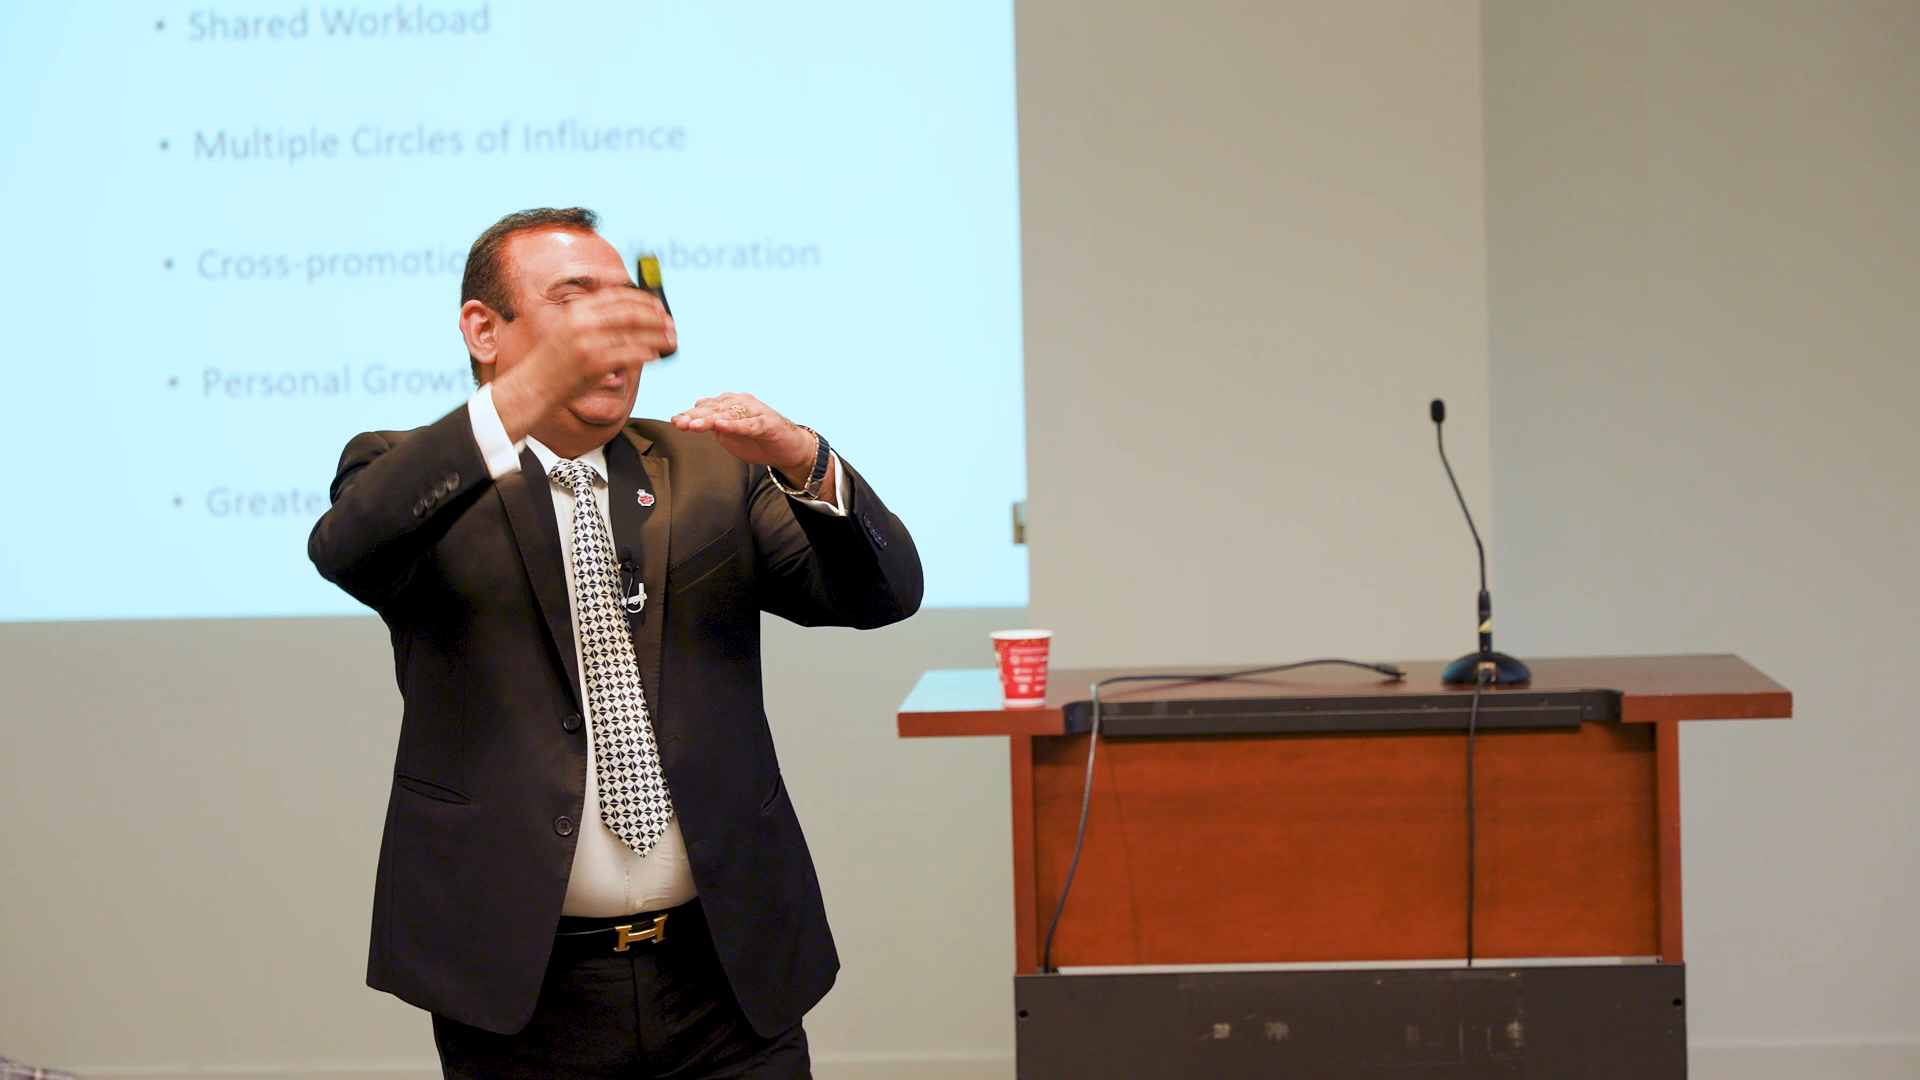 • Shared Workload
• Multiple Circles of Influence
• Cross-promotio llaboration
• Personal Growt
• Greate